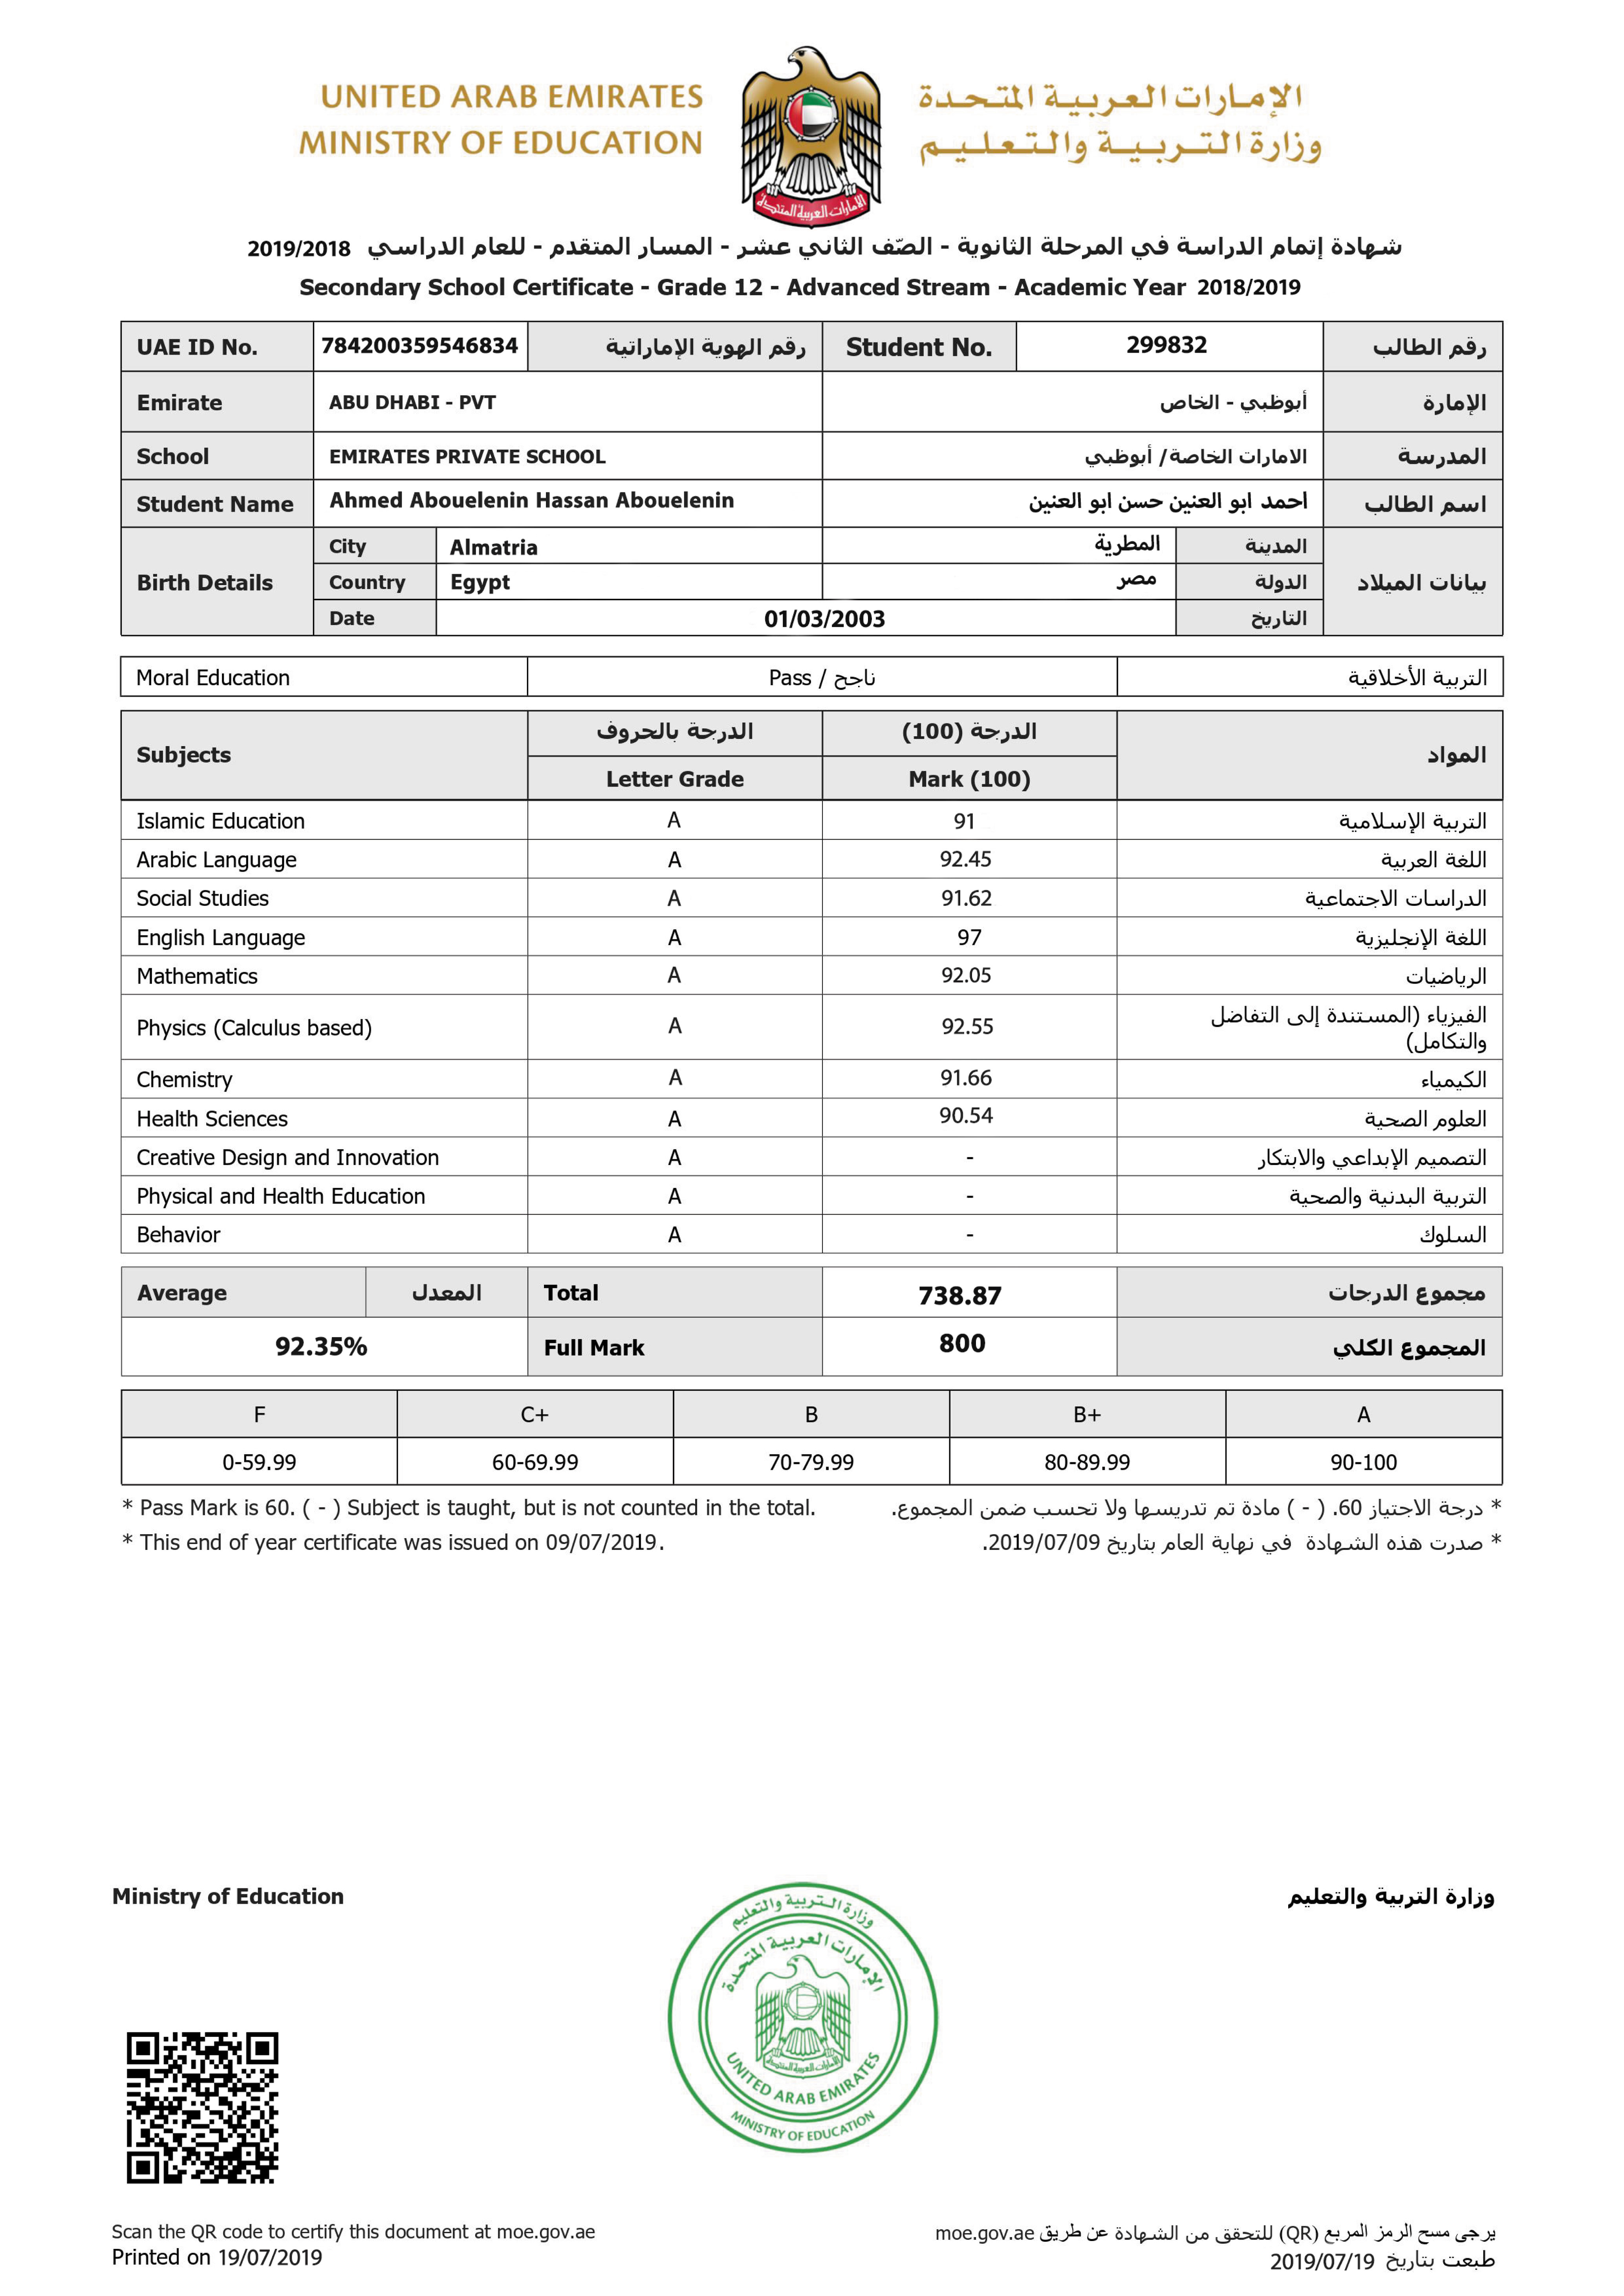 UNITED ARAB EMIRATES
MINISTRY OF EDUCATION
الإمارات العربية المتحدة
وزارة التربية والتعليم
الإمارات العربية المتحدة
شهادة إتمام الدراسة في المرحلة الثانوية - الصّف الثاني عشر - المسار المتقدم - للعام الدراسي 2019/2018
Secondary School Certificate - Grade 12 - Advanced Stream - Academic Year 2018/2019
UAE ID No. 784200359546834 رقم الهوية الإماراتية Student No. 299832 رقم الطالب
Emirate ABU DHABI - PVT أبوظبي - الخاص الإمارة
School EMIRATES PRIVATE SCHOOL الامارات الخاصة/ أبوظبي المدرسة
Student Name Ahmed Abouelenin Hassan Abouelenin احمد ابو العنين حسن ابو العنين اسم الطالب
Birth Details City Almatria المطرية المدينة بيانات الميلاد
Country Egypt مصر الدولة
Date 01/03/2003 التاريخ
Moral Education Pass / ناجح التربية الأخلاقية
Subjects الدرجة بالحروف الدرجة (100) المواد
Letter Grade Mark (100)
Islamic Education A 91 التربية الإسلامية
Arabic Language A 92.45 اللغة العربية
Social Studies A 91.62 الدراسات الاجتماعية
English Language A 97 اللغة الإنجليزية
Mathematics A 92.05 الرياضيات
Physics (Calculus based) A 92.55 الفيزياء (المستندة إلى التفاضل
والتكامل)
Chemistry A 91.66 الكيمياء
Health Sciences A 90.54 العلوم الصحية
Creative Design and Innovation A - التصميم الإبداعي والابتكار
Physical and Health Education A - التربية البدنية والصحية
Behavior A - السلوك
Average المعدل Total 738.87 مجموع الدرجات
92.35% Full Mark 800 المجموع الكلي
F C+ B B+ A
0-59.99 60-69.99 70-79.99 80-89.99 90-100
* Pass Mark is 60. ( - ) Subject is taught, but is not counted in the total.
* درجة الاجتياز 60. ( - ) مادة تم تدريسها ولا تحسب ضمن المجموع.
* This end of year certificate was issued on 09/07/2019.
* صدرت هذه الشهادة في نهاية العام بتاريخ 2019/07/09.
Ministry of Education
وزارة التربية والتعليم
وزارة التربية والتعليم
الإمارات العربية المتحدة
الإمارات العربية المتحدة
UNITED ARAB EMIRATES
MINISTRY OF EDUCATION
Scan the QR code to certify this document at moe.gov.ae
يرجى مسح الرمز المربع (QR) للتحقق من الشهادة عن طريق moe.gov.ae
Printed on 19/07/2019
طبعت بتاريخ 2019/07/19